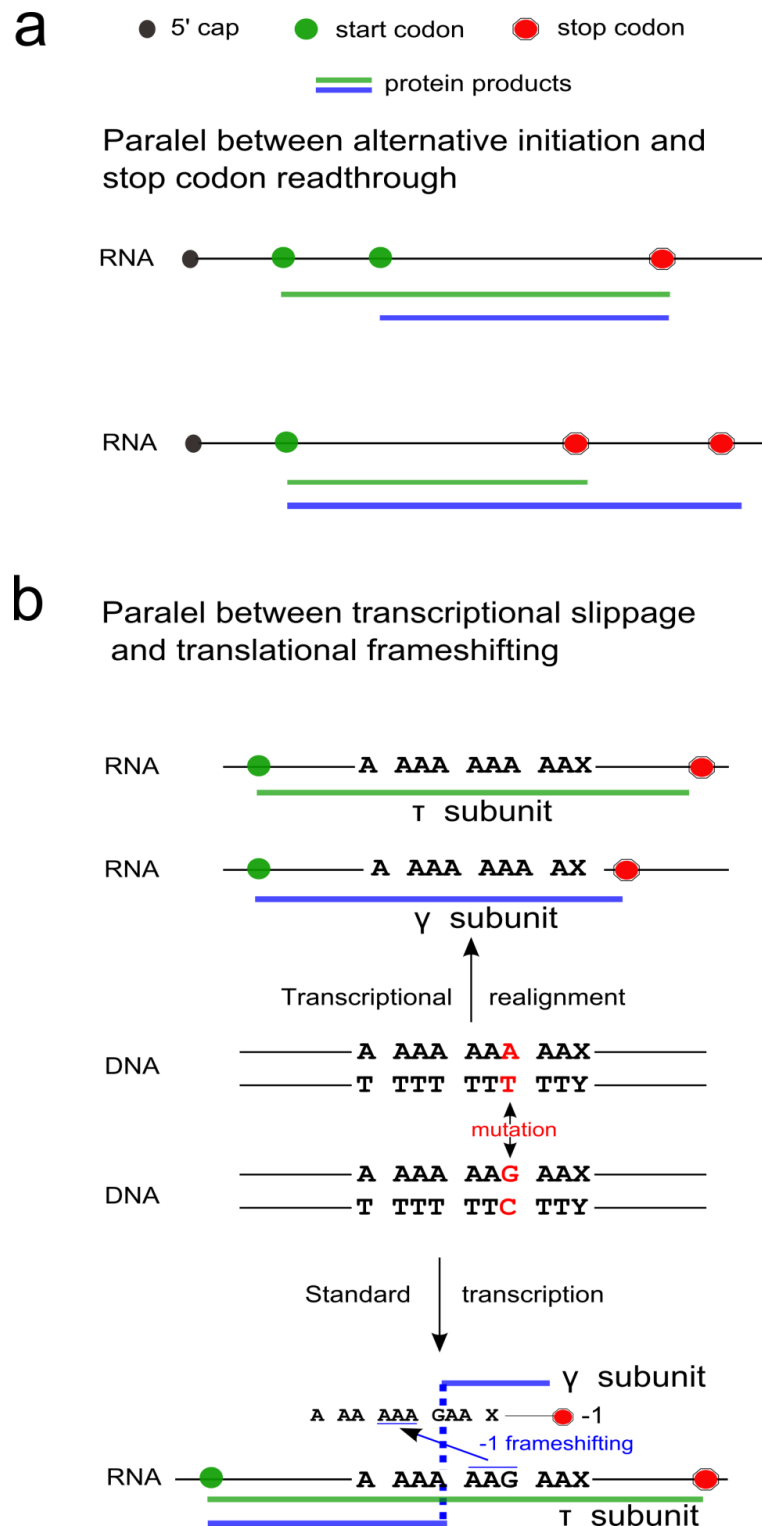 a
5' cap start codon stop codon
protein products
Paralel between alternative initiation and
stop codon readthrough
RNA
RNA
b
Paralel between transcriptional slippage
and translational frameshifting
RNA A AAA AAA AAX
τ subunit
RNA A AAA AAA AX
γ subunit
Transcriptional realignment
DNA A AAA AAA AAX
T TTT TTT TTY
mutation
DNA A AAA AAG AAX
T TTT TTC TTY
Standard transcription
γ subunit
A AA AAA GAA X -1
-1 frameshifting
RNA A AAA AAG AAX
τ subunit